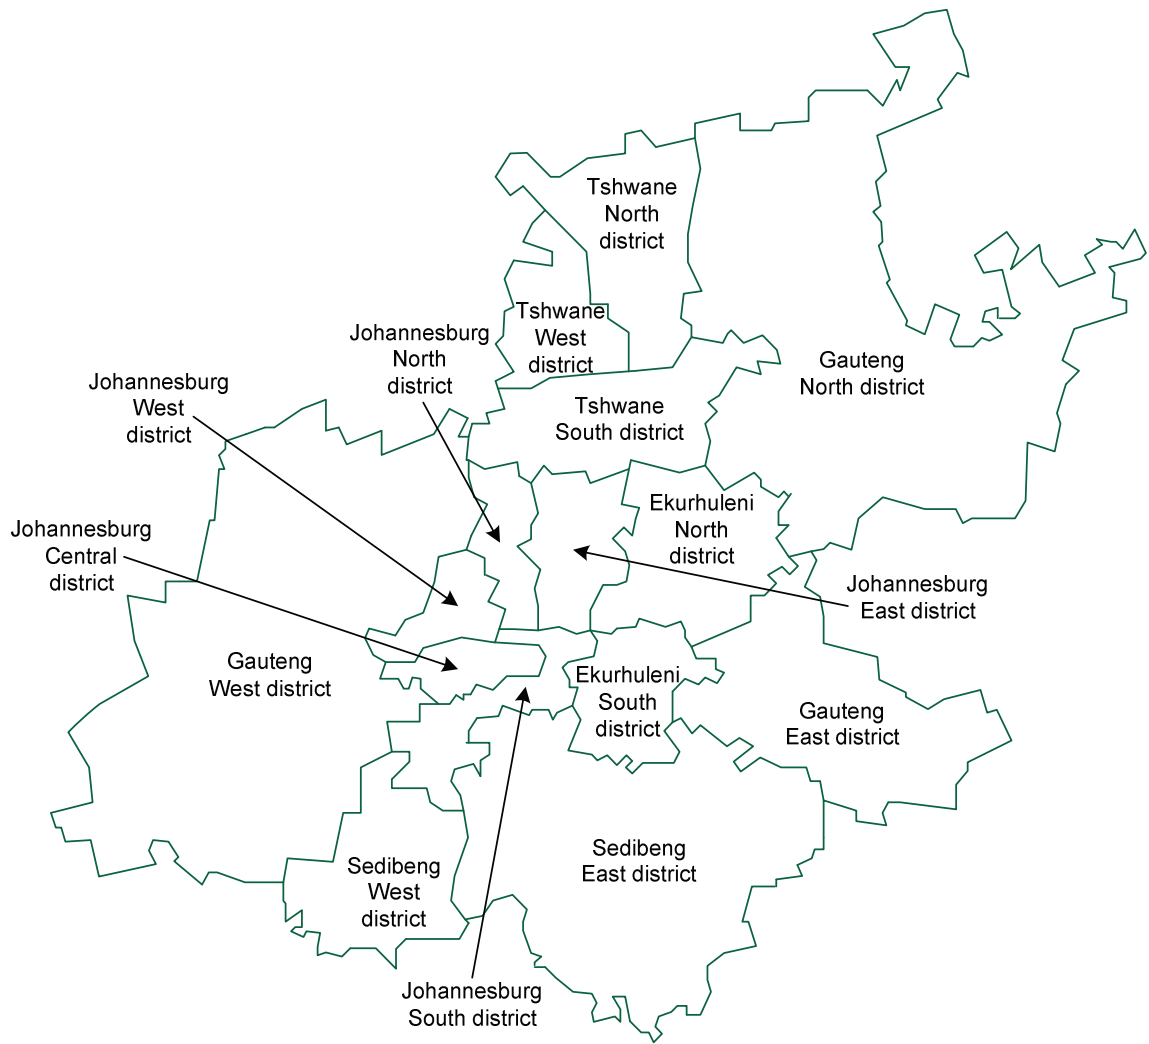 Tshwane
North
district
Tshwane
West
district
Johannesburg
North
district
Gauteng
North district
Johannesburg
West
district
Tshwane
South district
Ekurhuleni
North
district
Johannesburg
Central
district
Johannesburg
East district
Gauteng
West district
Ekurhuleni
South
district
Gauteng
East district
Sedibeng
East district
Sedibeng
West
district
Johannesburg
South district